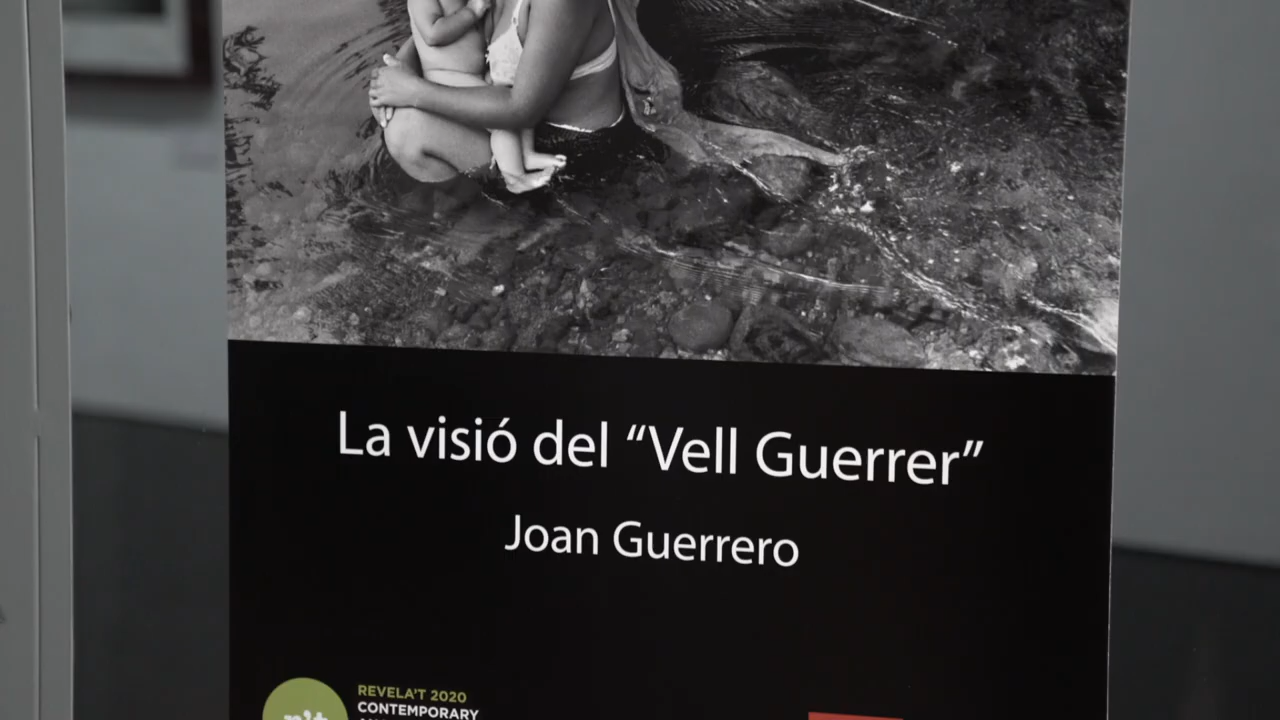 La visió del “Vell Guerrer”
Joan Guerrero
REVELA'T 2020
CONTEMPORARY